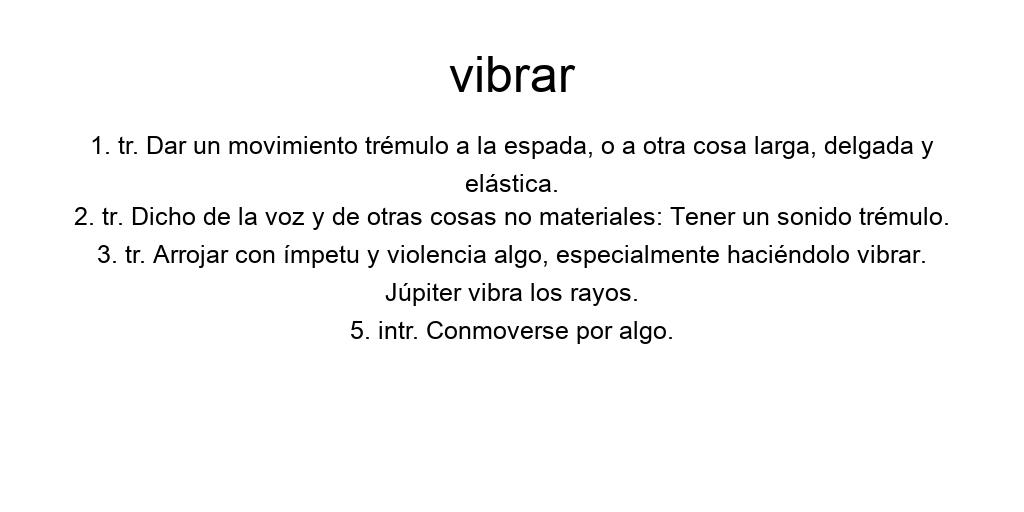 vibrar
1. tr. Dar un movimiento trémulo a la espada, o a otra cosa larga, delgada y
elástica.
2. tr. Dicho de la voz y de otras cosas no materiales: Tener un sonido trémulo.
3. tr. Arrojar con ímpetu y violencia algo, especialmente haciéndolo vibrar.
Júpiter vibra los rayos.
5. intr. Conmoverse por algo.